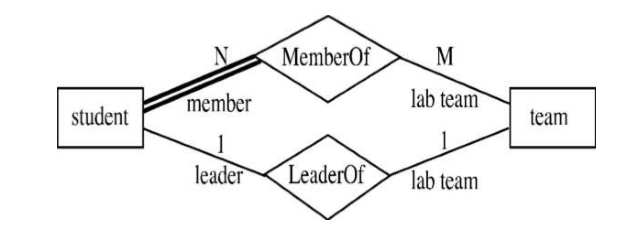 N
MemberOf
M
member
lab team
student
team
1
leader
LeaderOf
1
lab team